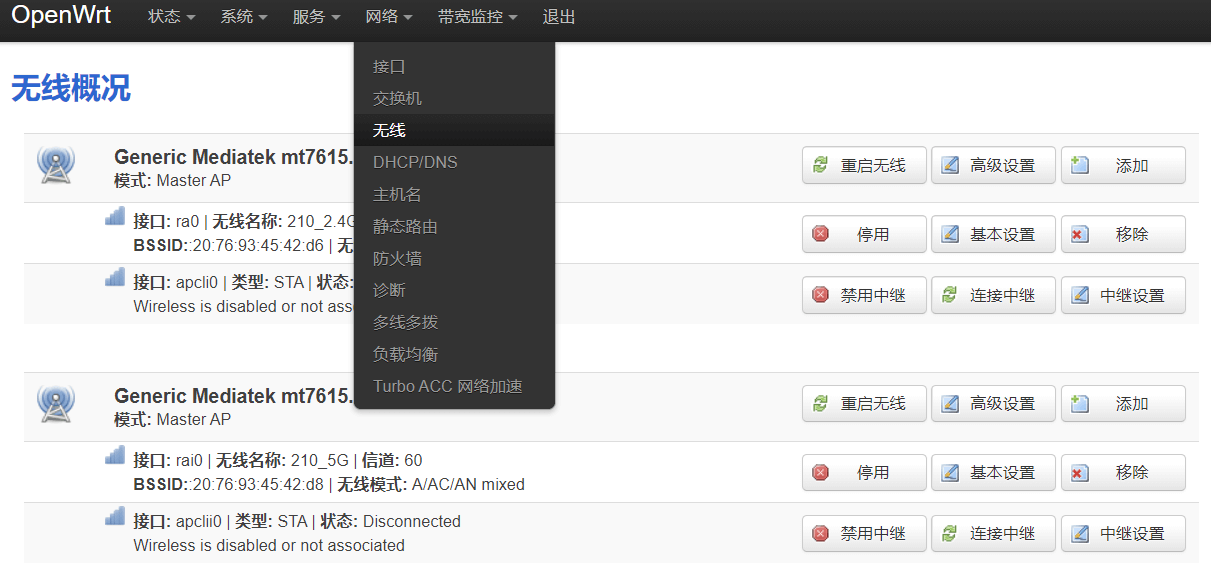 OpenWrt 状态 系统 服务 网络 带宽监控 退出
接口
交换机
无线
DHCP/DNS
主机名
静态路由
防火墙
诊断
多线多拨
负载均衡
Turbo ACC 网络加速
无线概况
Generic Mediatek mt7615. 重启无线 高级设置 添加
模式: Master AP
接口: ra0 | 无线名称: 210_2.4G 停用 基本设置 移除
BSSID::20:76:93:45:42:d6 | 无
接口: apcli0 | 类型: STA | 状态: 禁用中继 连接中继 中继设置
Wireless is disabled or not
Generic Mediatek mt7615. 重启无线 高级设置 添加
模式: Master AP
接口: rai0 | 无线名称: 210_5G | 信道: 60 停用 基本设置 移除
BSSID::20:76:93:45:42:d8 | 无线模式: A/AC/AN mixed
接口: apclii0 | 类型: STA | 状态: Disconnected 禁用中继 连接中继 中继设置
Wireless is disabled or not associated